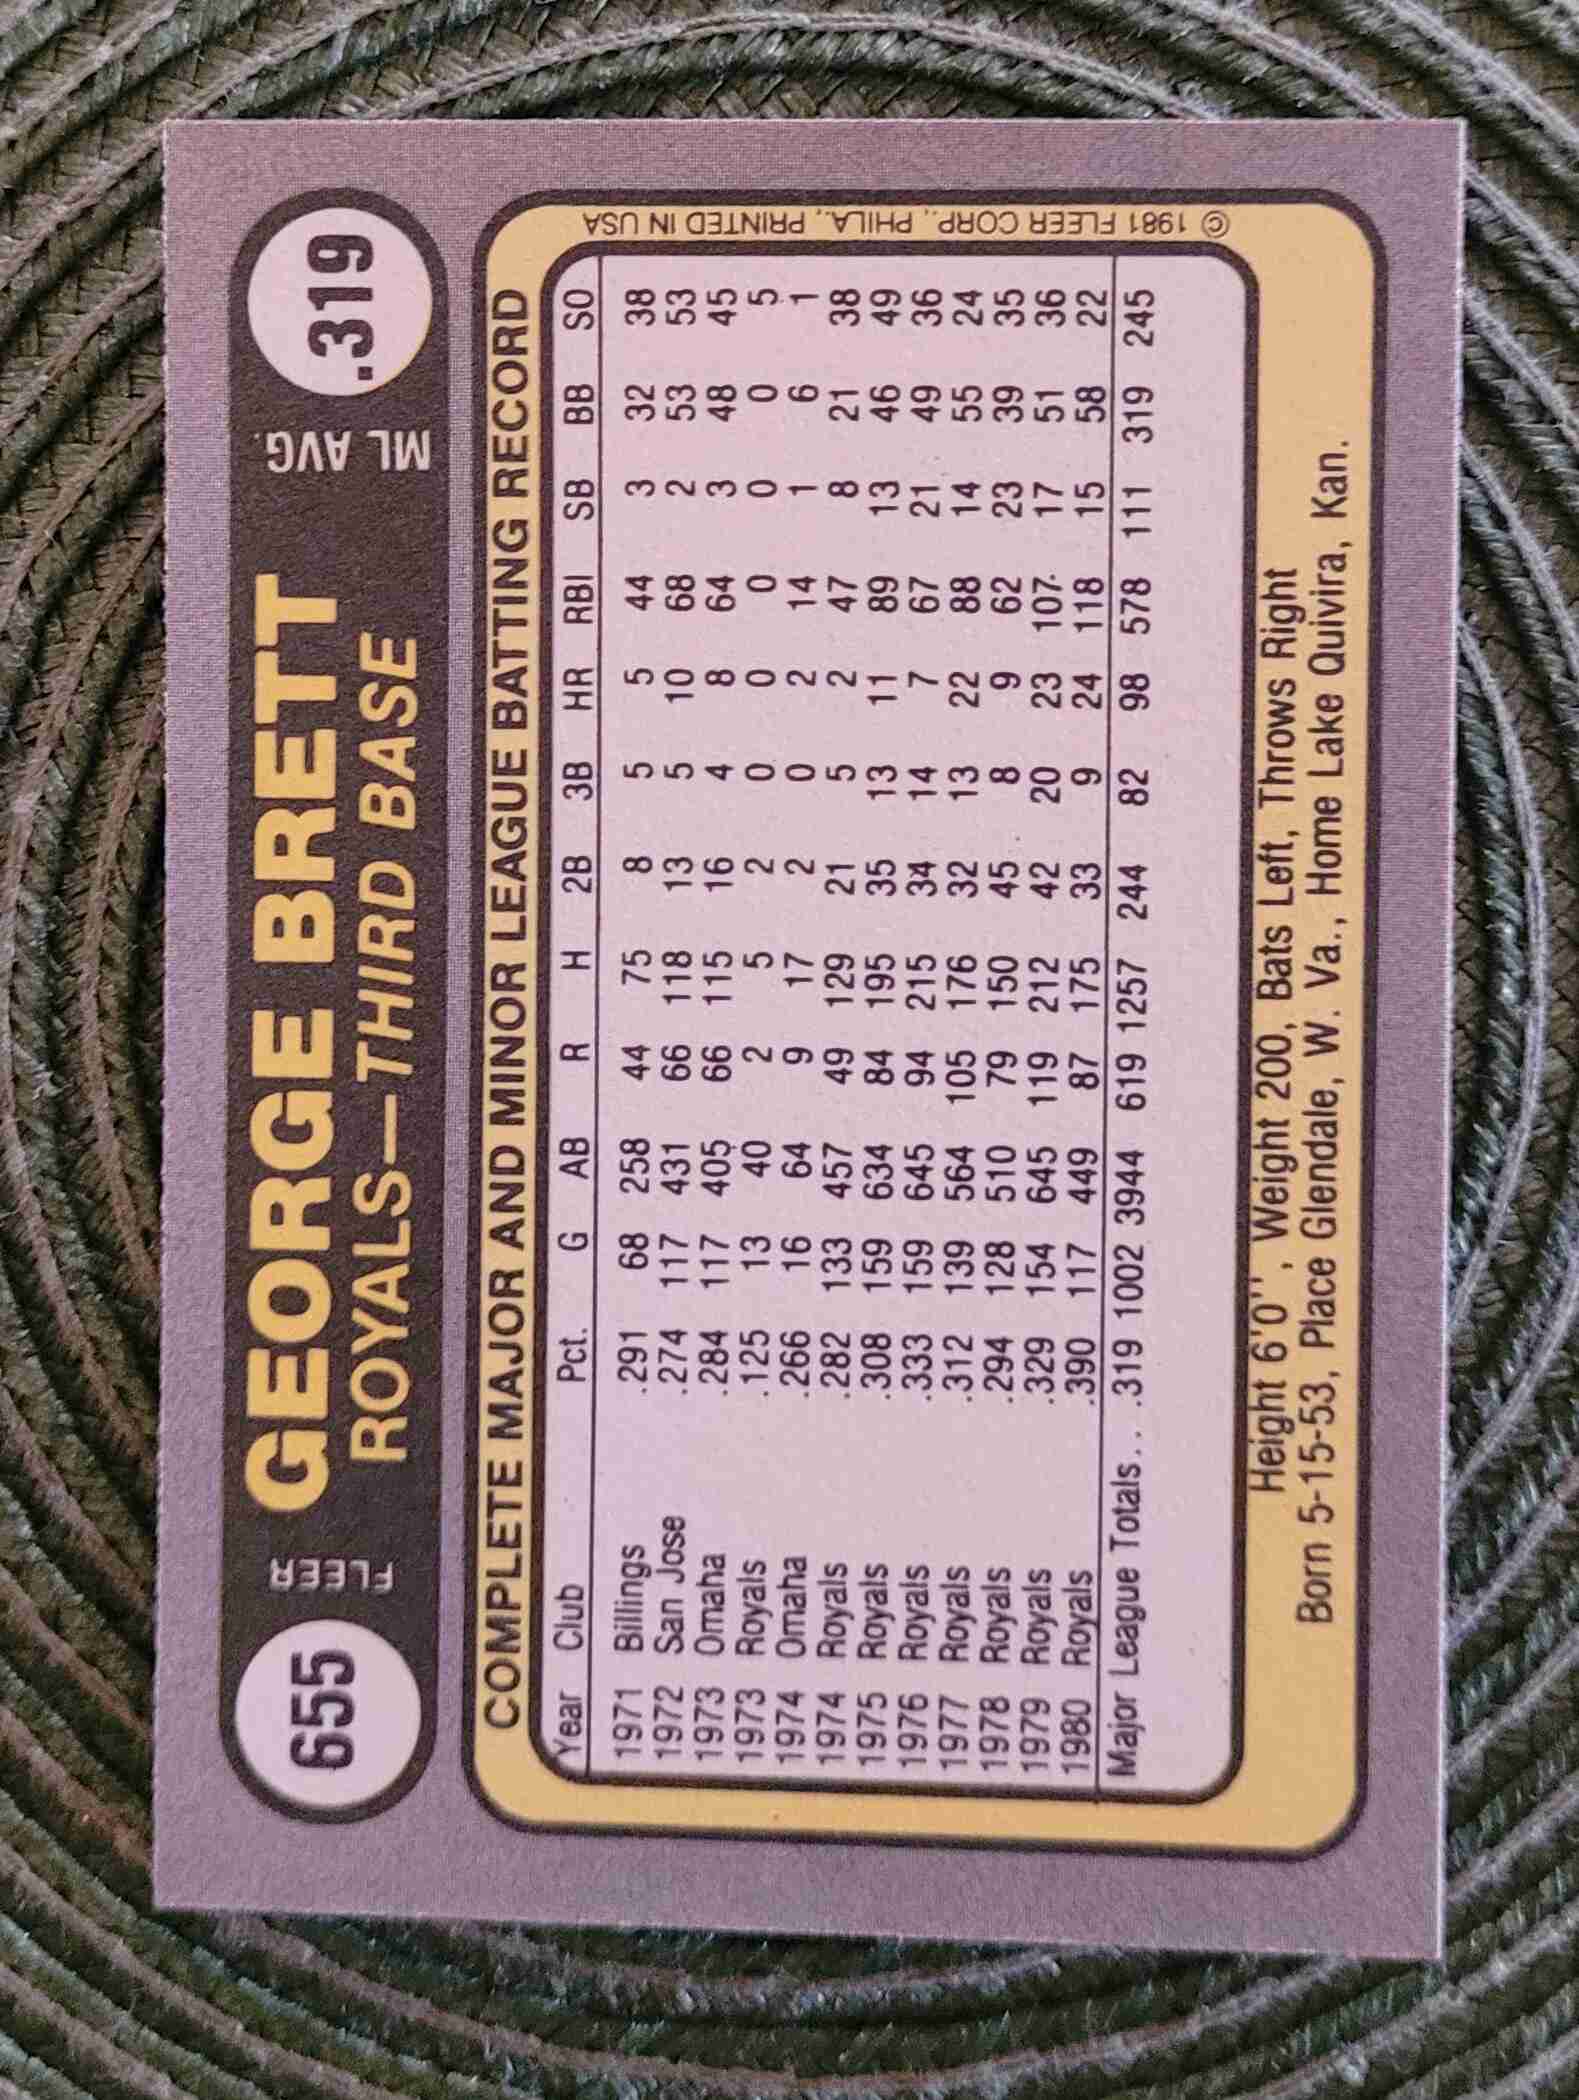 655 FLEER GEORGE BRETT ML AVG. .319
ROYALS—THIRD BASE
COMPLETE MAJOR AND MINOR LEAGUE BATTING RECORD
Year Club Pct. G AB R H 2B 3B HR RBI SB BB SO
1971 Billings .291 68 258 44 75 8 5 5 44 3 32 38
1972 San Jose .274 117 431 66 118 13 5 10 68 2 53 53
1973 Omaha .284 117 405 66 115 16 4 8 64 3 48 45
1973 Royals .125 13 40 2 5 2 0 0 0 0 0 5
1974 Omaha .266 16 64 9 17 2 0 2 14 1 6 1
1974 Royals .282 133 457 49 129 21 5 2 47 8 21 38
1975 Royals .308 159 634 84 195 35 13 11 89 13 46 49
1976 Royals .333 159 645 94 215 34 14 7 67 21 49 36
1977 Royals .312 139 564 105 176 32 13 22 88 14 55 24
1978 Royals .294 128 510 79 150 45 8 9 62 23 39 35
1979 Royals .329 154 645 119 212 42 20 23 107 17 51 36
1980 Royals .390 117 449 87 175 33 9 24 118 15 58 22
Major League Totals... .319 1002 3944 619 1257 244 82 98 578 111 319 245
Height 6'0'', Weight 200, Bats Left, Throws Right
Born 5-15-53, Place Glendale, W. Va., Home Lake Quivira, Kan.
© 1981 FLEER CORP., PHILA., PRINTED IN USA